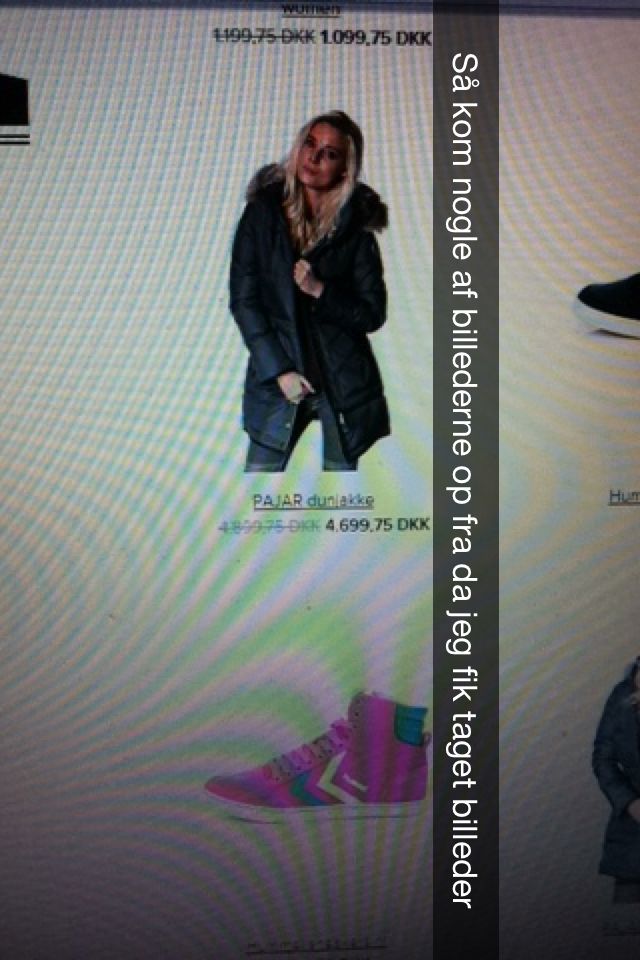 women
1.199,75 DKK 1.099,75 DKK
PAJAR dunjakke
4.899,75 DKK 4.699,75 DKK
Hum
Så kom nogle af billederne op fra da jeg fik taget billeder